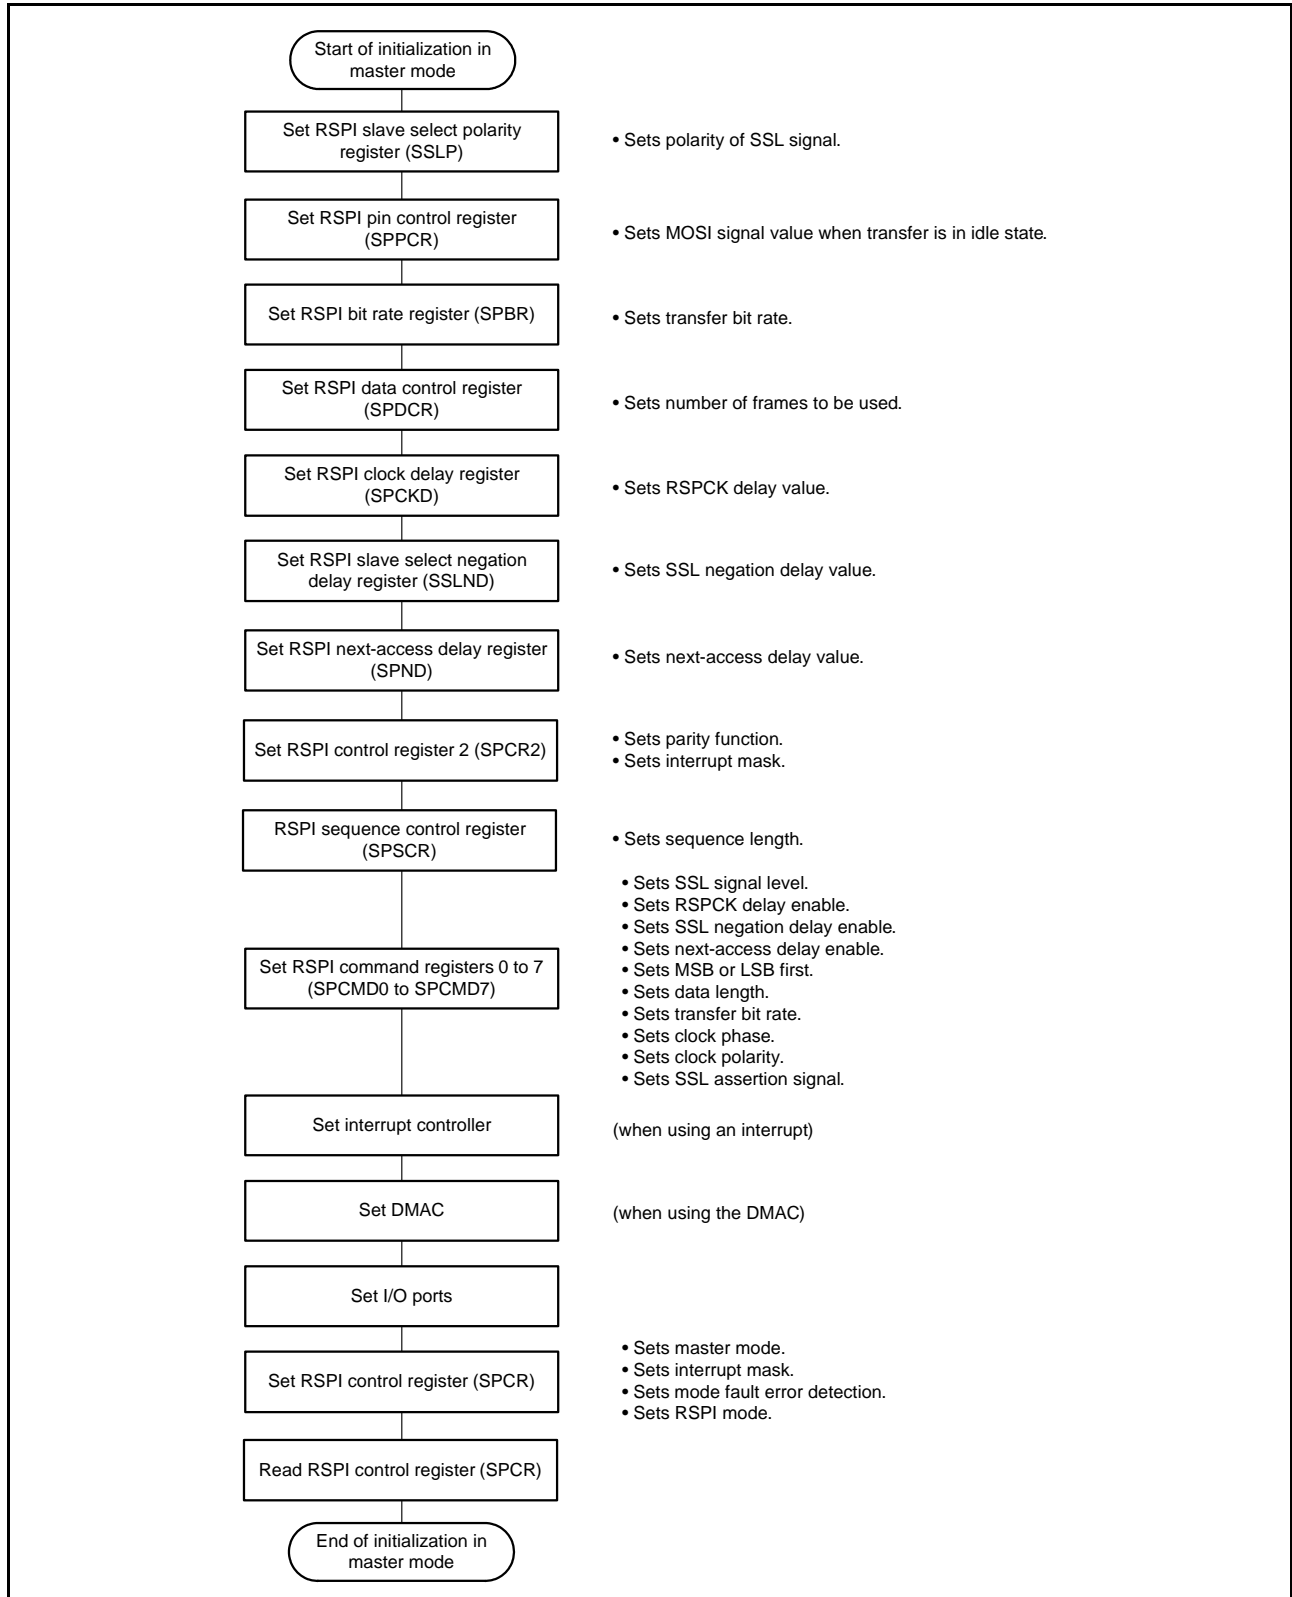 Start of initialization in
master mode
Set RSPI slave select polarity
register (SSLP)
• Sets polarity of SSL signal.
Set RSPI pin control register
(SPPCR)
• Sets MOSI signal value when transfer is in idle state.
Set RSPI bit rate register (SPBR)
• Sets transfer bit rate.
Set RSPI data control register
(SPDCR)
• Sets number of frames to be used.
Set RSPI clock delay register
(SPCKD)
• Sets RSPCK delay value.
Set RSPI slave select negation
delay register (SSLND)
• Sets SSL negation delay value.
Set RSPI next-access delay register
(SPND)
• Sets next-access delay value.
Set RSPI control register 2 (SPCR2)
• Sets parity function.
• Sets interrupt mask.
RSPI sequence control register
(SPSCR)
• Sets sequence length.
Set RSPI command registers 0 to 7
(SPCMD0 to SPCMD7)
• Sets SSL signal level.
• Sets RSPCK delay enable.
• Sets SSL negation delay enable.
• Sets next-access delay enable.
• Sets MSB or LSB first.
• Sets data length.
• Sets transfer bit rate.
• Sets clock phase.
• Sets clock polarity.
• Sets SSL assertion signal.
Set interrupt controller
(when using an interrupt)
Set DMAC
(when using the DMAC)
Set I/O ports
Set RSPI control register (SPCR)
• Sets master mode.
• Sets interrupt mask.
• Sets mode fault error detection.
• Sets RSPI mode.
Read RSPI control register (SPCR)
End of initialization in
master mode